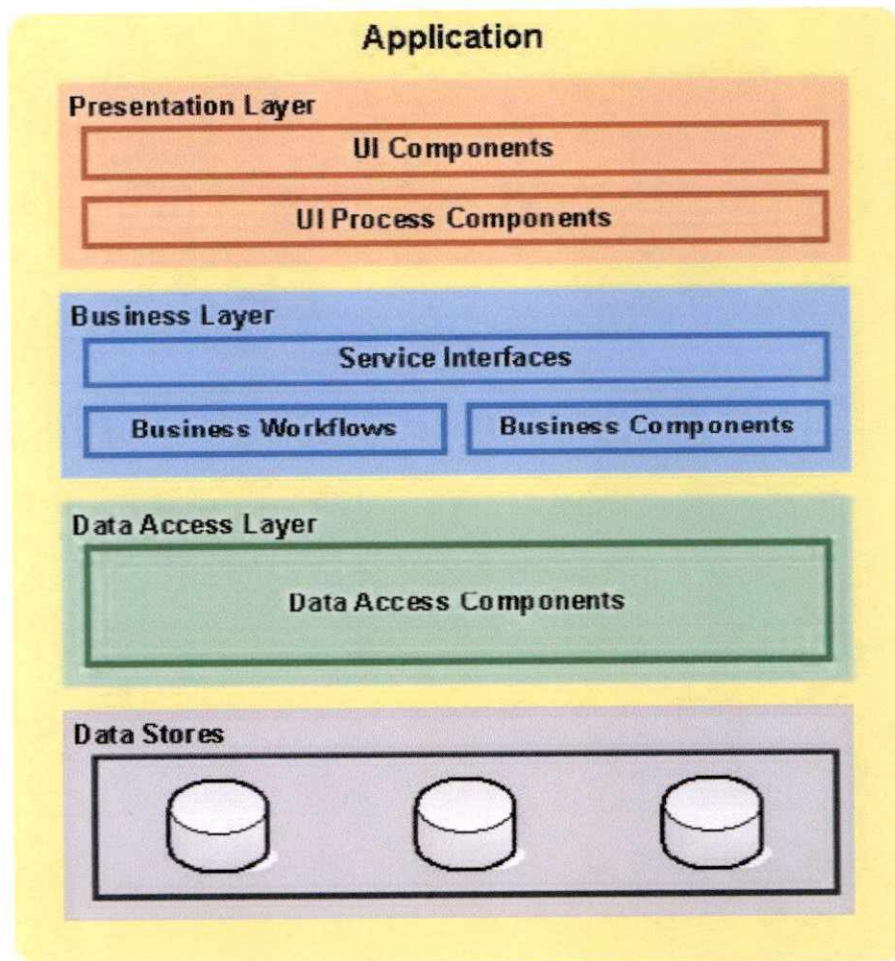 Application
Presentation Layer
UI Components
UI Process Components
Business Layer
Service Interfaces
Business Workflows
Business Components
Data Access Layer
Data Access Components
Data Stores